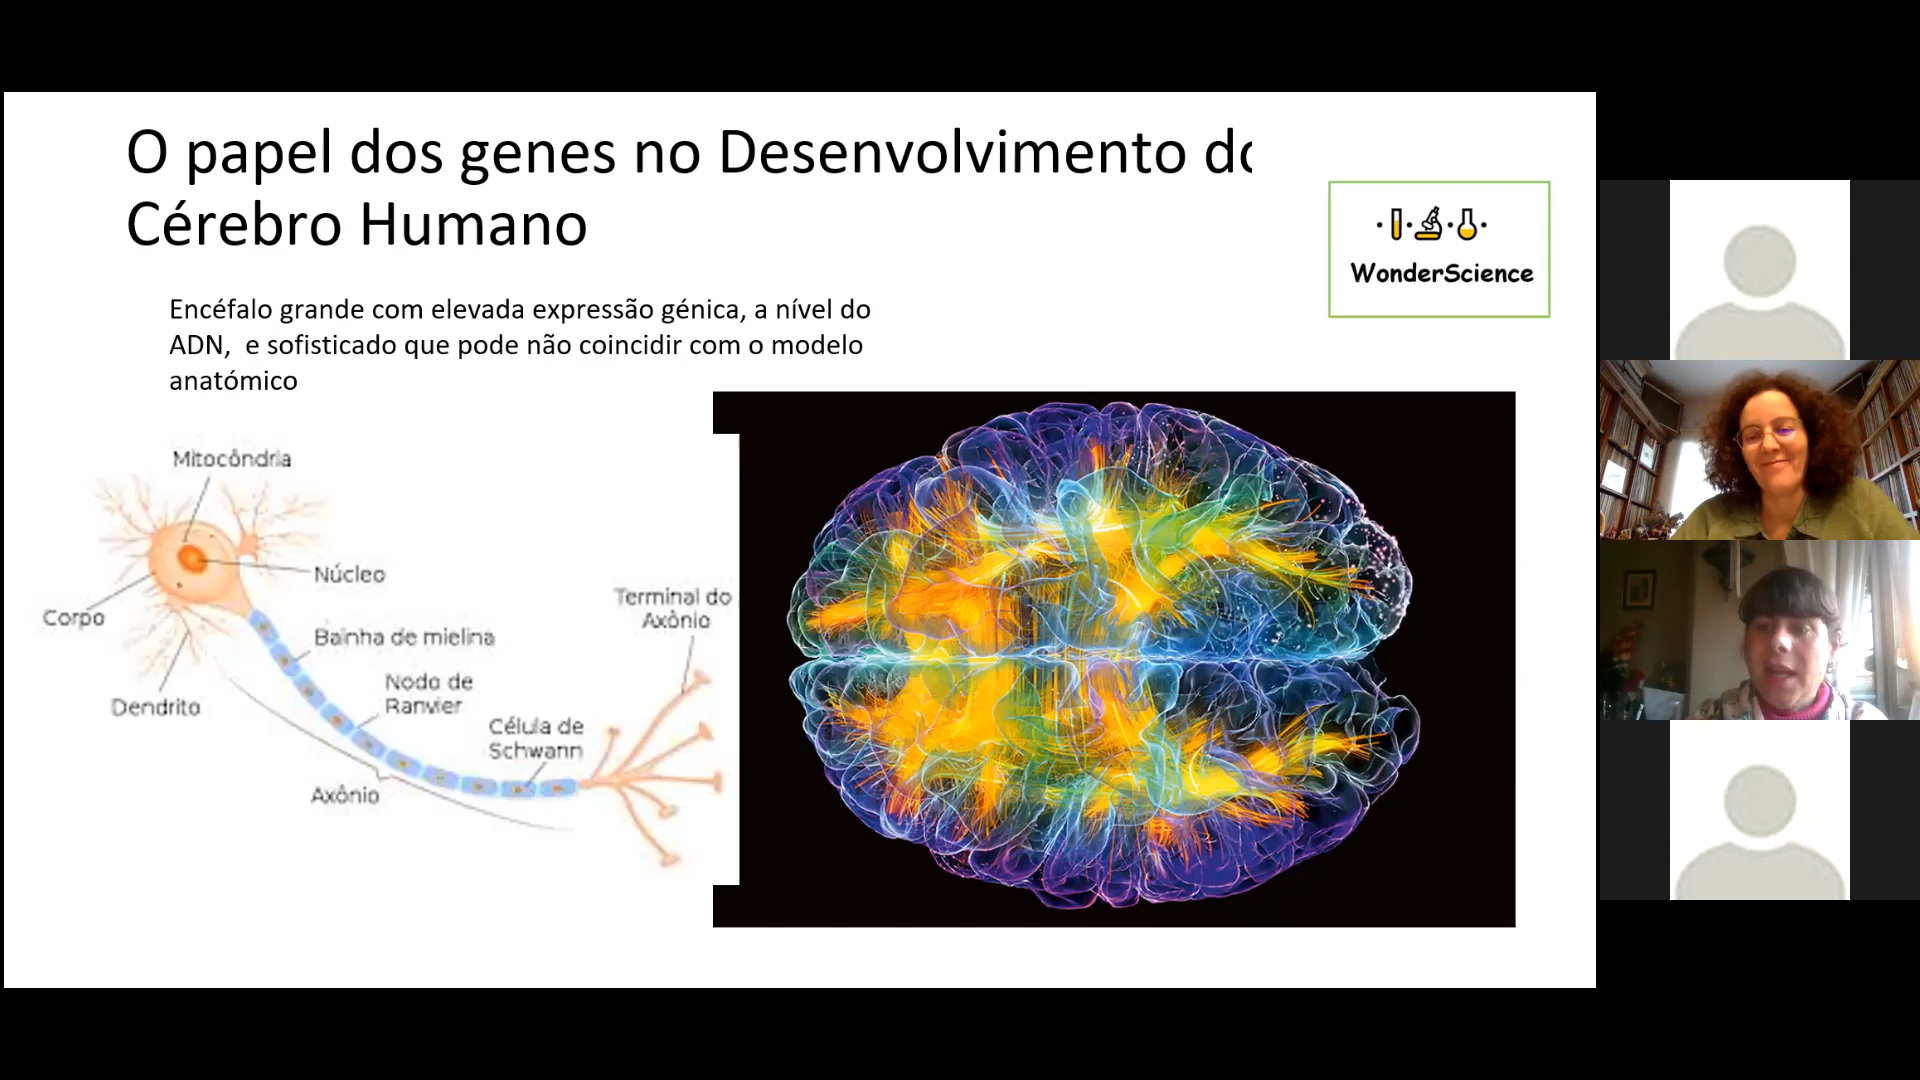 O papel dos genes no Desenvolvimento do
Cérebro Humano
WonderScience
Encéfalo grande com elevada expressão génica, a nível do
ADN, e sofisticado que pode não coincidir com o modelo
anatómico
Mitocôndria
Núcleo
Corpo
Bainha de mielina
Terminal do
Axônio
Dendrito
Nodo de
Ranvier
Célula de
Schwann
Axônio